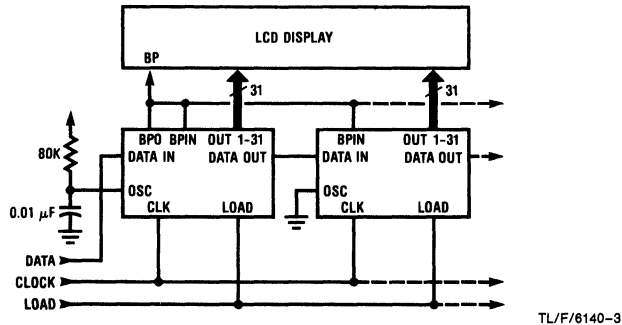 LCD DISPLAY
BP
31
31
BPO BPIN OUT 1-31
DATA IN DATA OUT
OSC
CLK LOAD
BPIN OUT 1-31
DATA IN DATA OUT
OSC
CLK LOAD
80K
0.01 μF
DATA
CLOCK
LOAD
TL/F/6140-3